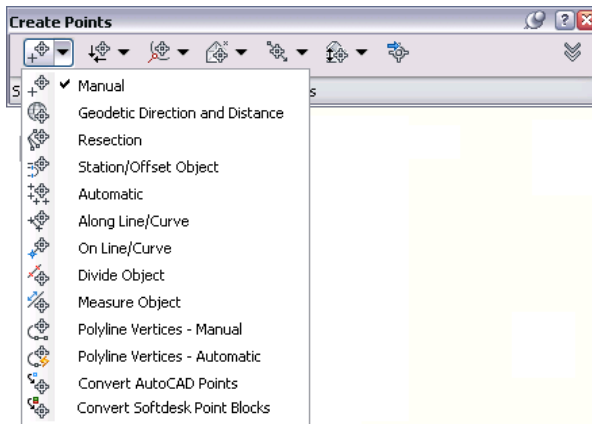 Create Points
Manual
Geodetic Direction and Distance
Resection
Station/Offset Object
Automatic
Along Line/Curve
On Line/Curve
Divide Object
Measure Object
Polyline Vertices - Manual
Polyline Vertices - Automatic
Convert AutoCAD Points
Convert Softdesk Point Blocks